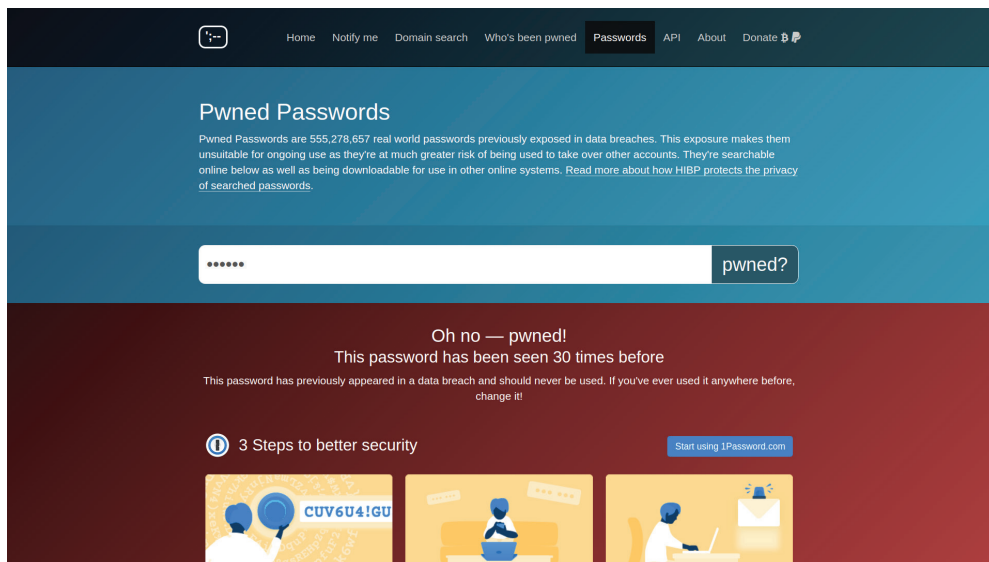 ';--
Home Notify me Domain search Who's been pwned Passwords API About Donate
Pwned Passwords
Pwned Passwords are 555,278,657 real world passwords previously exposed in data breaches. This exposure makes them
unsuitable for ongoing use as they're at much greater risk of being used to take over other accounts. They're searchable
online below as well as being downloadable for use in other online systems. Read more about how HIBP protects the privacy
of searched passwords.
•••••• pwned?
Oh no — pwned!
This password has been seen 30 times before
This password has previously appeared in a data breach and should never be used. If you've ever used it anywhere before,
change it!
3 Steps to better security Start using 1Password.com
CUV6U4!GU